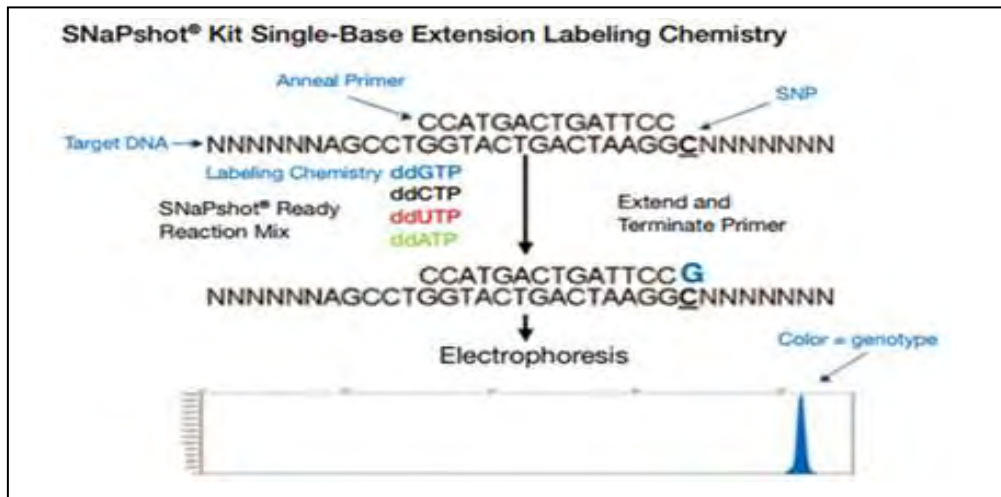 SNaPshot® Kit Single-Base Extension Labeling Chemistry
Anneal Primer
SNP
CCATGACTGATTCC
Target DNA
NNNNNNAGCCTGGTACTGACTAAGGCNNNNNNN
Labeling Chemistry ddGTP
ddCTP
SNaPshot® Ready
Reaction Mix
ddUTP
ddATP
Extend and
Terminate Primer
CCATGACTGATTCCG
NNNNNNAGCCTGGTACTGACTAAGGCNNNNNNN
Electrophoresis
Color = genotype